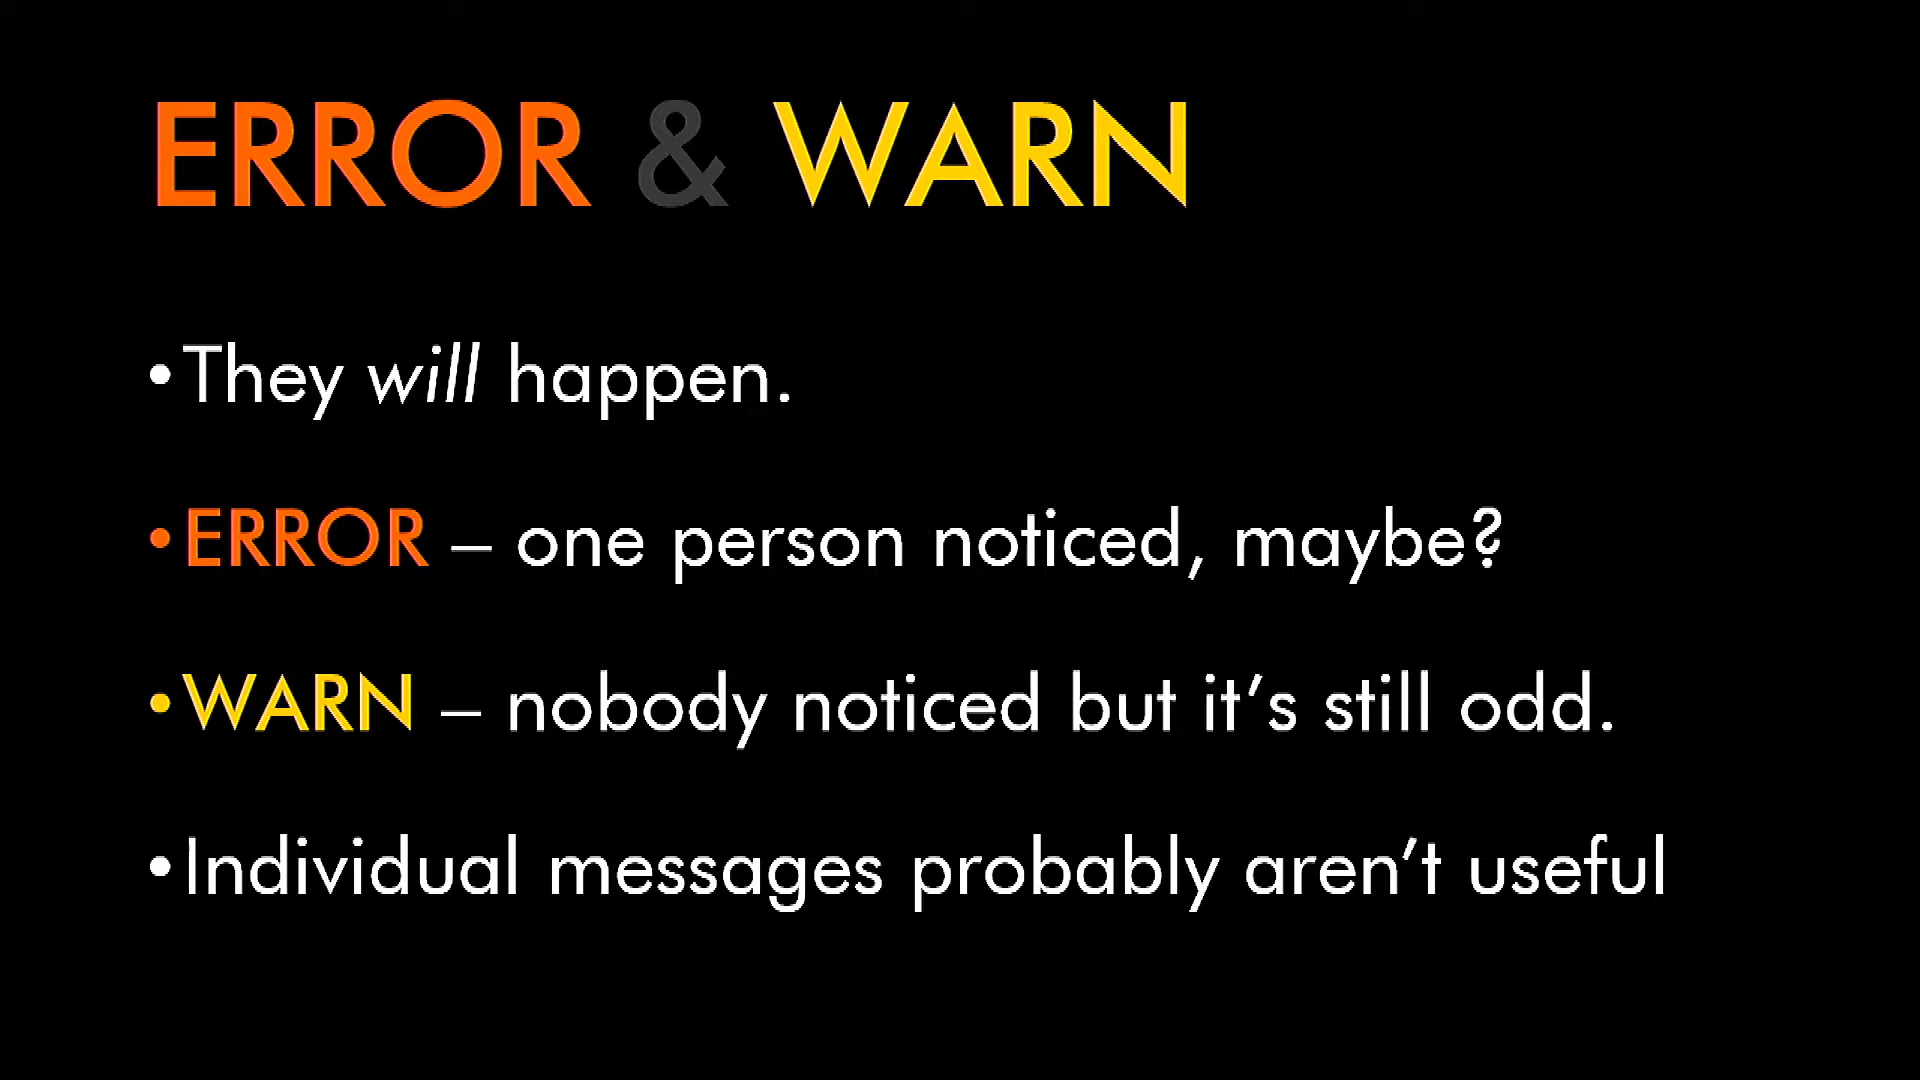 ERROR & WARN
•They will happen.
•ERROR – one person noticed, maybe?
•WARN – nobody noticed but it’s still odd.
•Individual messages probably aren’t useful